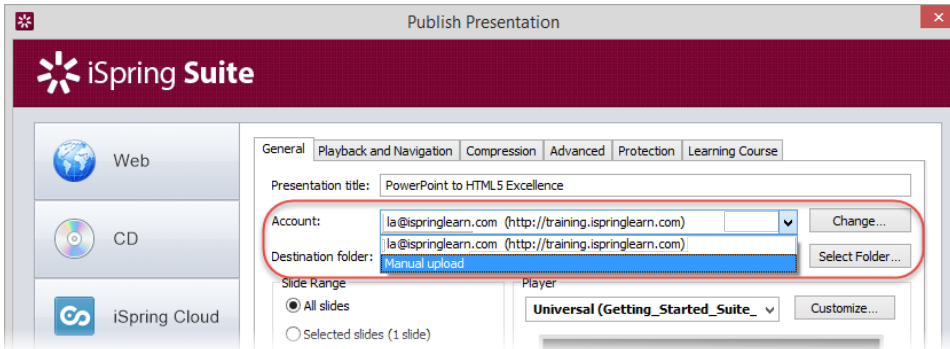 Publish Presentation
iSpring Suite
Web
CD
iSpring Cloud
General Playback and Navigation Compression Advanced Protection Learning Course
Presentation title: PowerPoint to HTML5 Excellence
Account: la@ispringlearn.com (http://training.ispringlearn.com) Change...
la@ispringlearn.com (http://training.ispringlearn.com)
Destination folder: Manual upload Select Folder...
Slide Range
All slides
Selected slides (1 slide)
Player
Universal (Getting_Started_Suite_ Customize...